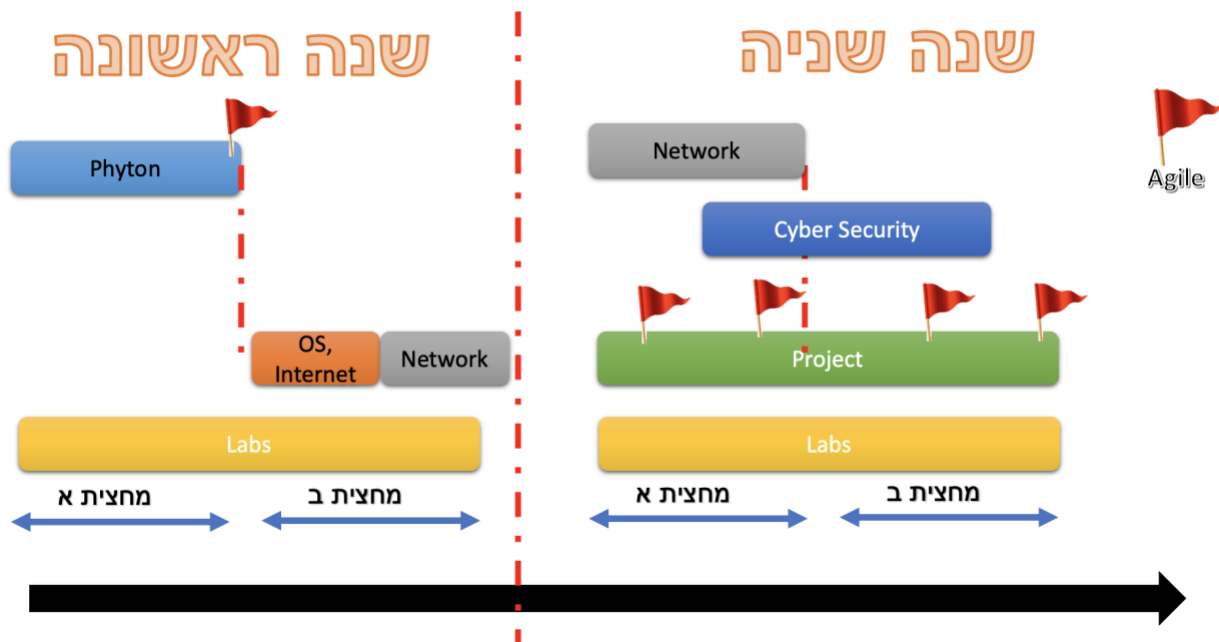 שנה ראשונה
שנה שניה
Phyton
Network
Agile
Cyber Security
OS,
Internet
Network
Project
Labs
Labs
מחצית א
מחצית ב
מחצית א
מחצית ב